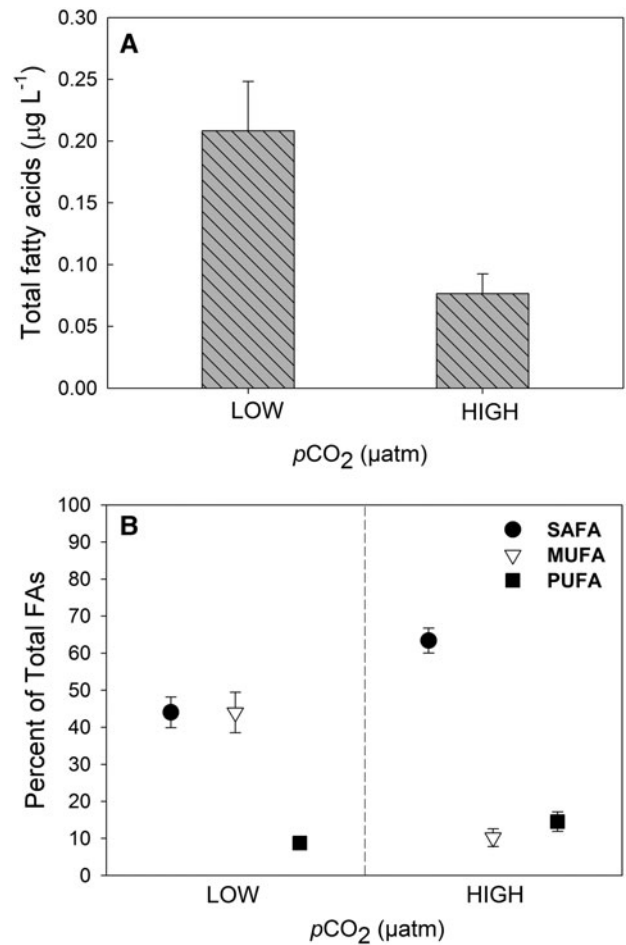 A
Total fatty acids (µg L⁻¹)
0.30
0.25
0.20
0.15
0.10
0.05
0.00
LOW HIGH
pCO₂ (µatm)
B
SAFA
MUFA
PUFA
Percent of Total FAs
100
90
80
70
60
50
40
30
20
10
0
LOW HIGH
pCO₂ (µatm)